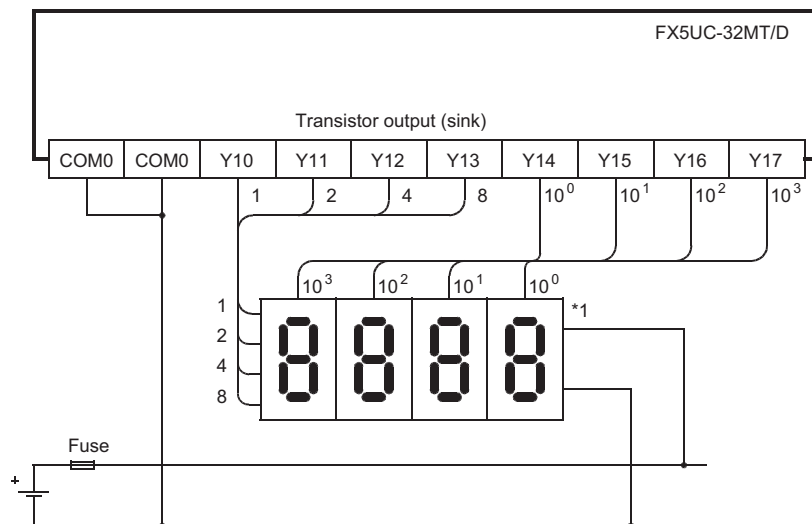 FX5UC-32MT/D
Transistor output (sink)
COM0 COM0 Y10 Y11 Y12 Y13 Y14 Y15 Y16 Y17
1 2 4 8 10⁰ 10¹ 10² 10³
10³ 10² 10¹ 10⁰
1 *1
2
4
8
Fuse
+